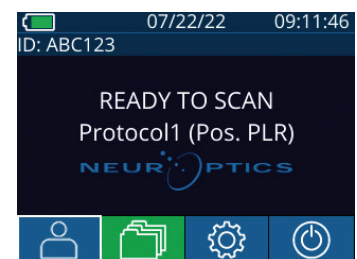 07/22/22 09:11:46
ID: ABC123
READY TO SCAN
Protocol1 (Pos. PLR)
NEUROPTICS